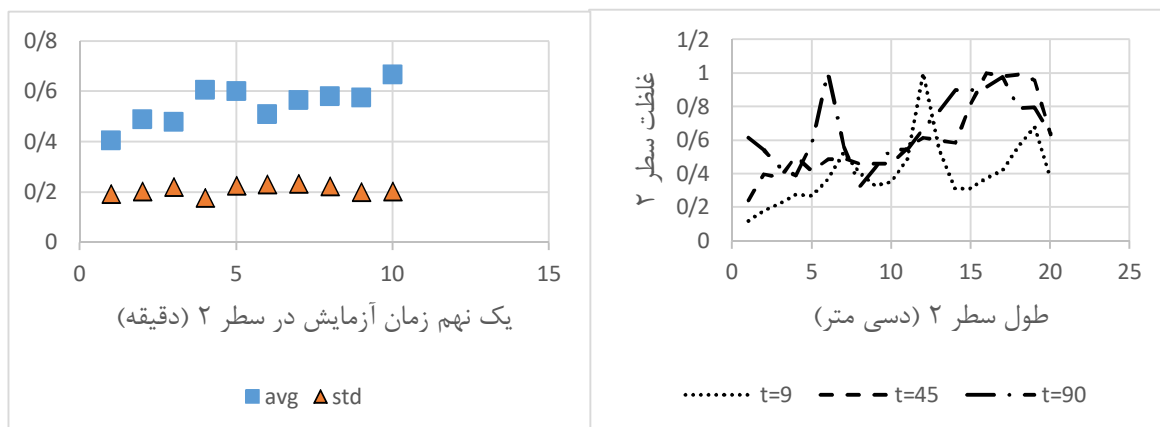 0/8
0/6
0/4
0/2
0
0
5
10
15
یک نهم زمان آزمایش در سطر ۲ (دقیقه)
avg
std
غلظت سطر ۲
1/2
1
0/8
0/6
0/4
0/2
0
0
5
10
15
20
25
طول سطر ۲ (دسی متر)
t=9
t=45
t=90